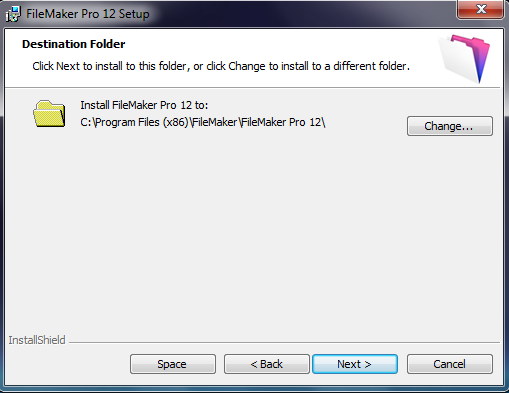 FileMaker Pro 12 Setup
Destination Folder
Click Next to install to this folder, or click Change to install to a different folder.
Install FileMaker Pro 12 to:
C:\Program Files (x86)\FileMaker\FileMaker Pro 12\
Change...
InstallShield
Space
< Back
Next >
Cancel